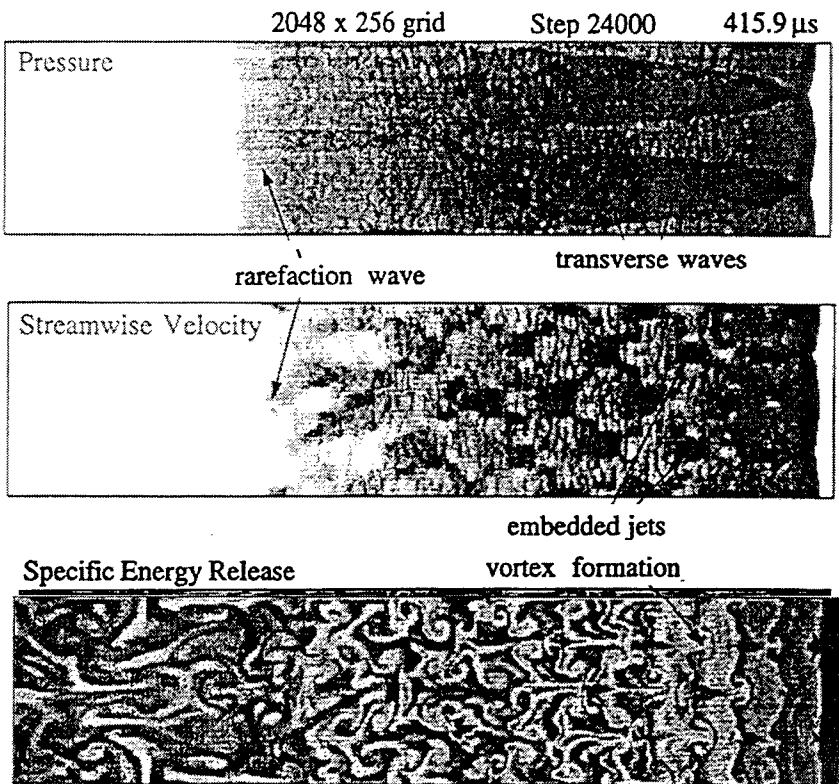 2048 x 256 grid Step 24000 415.9 μs
Pressure
rarefaction wave
transverse waves
Streamwise Velocity
embedded jets
Specific Energy Release
vortex formation